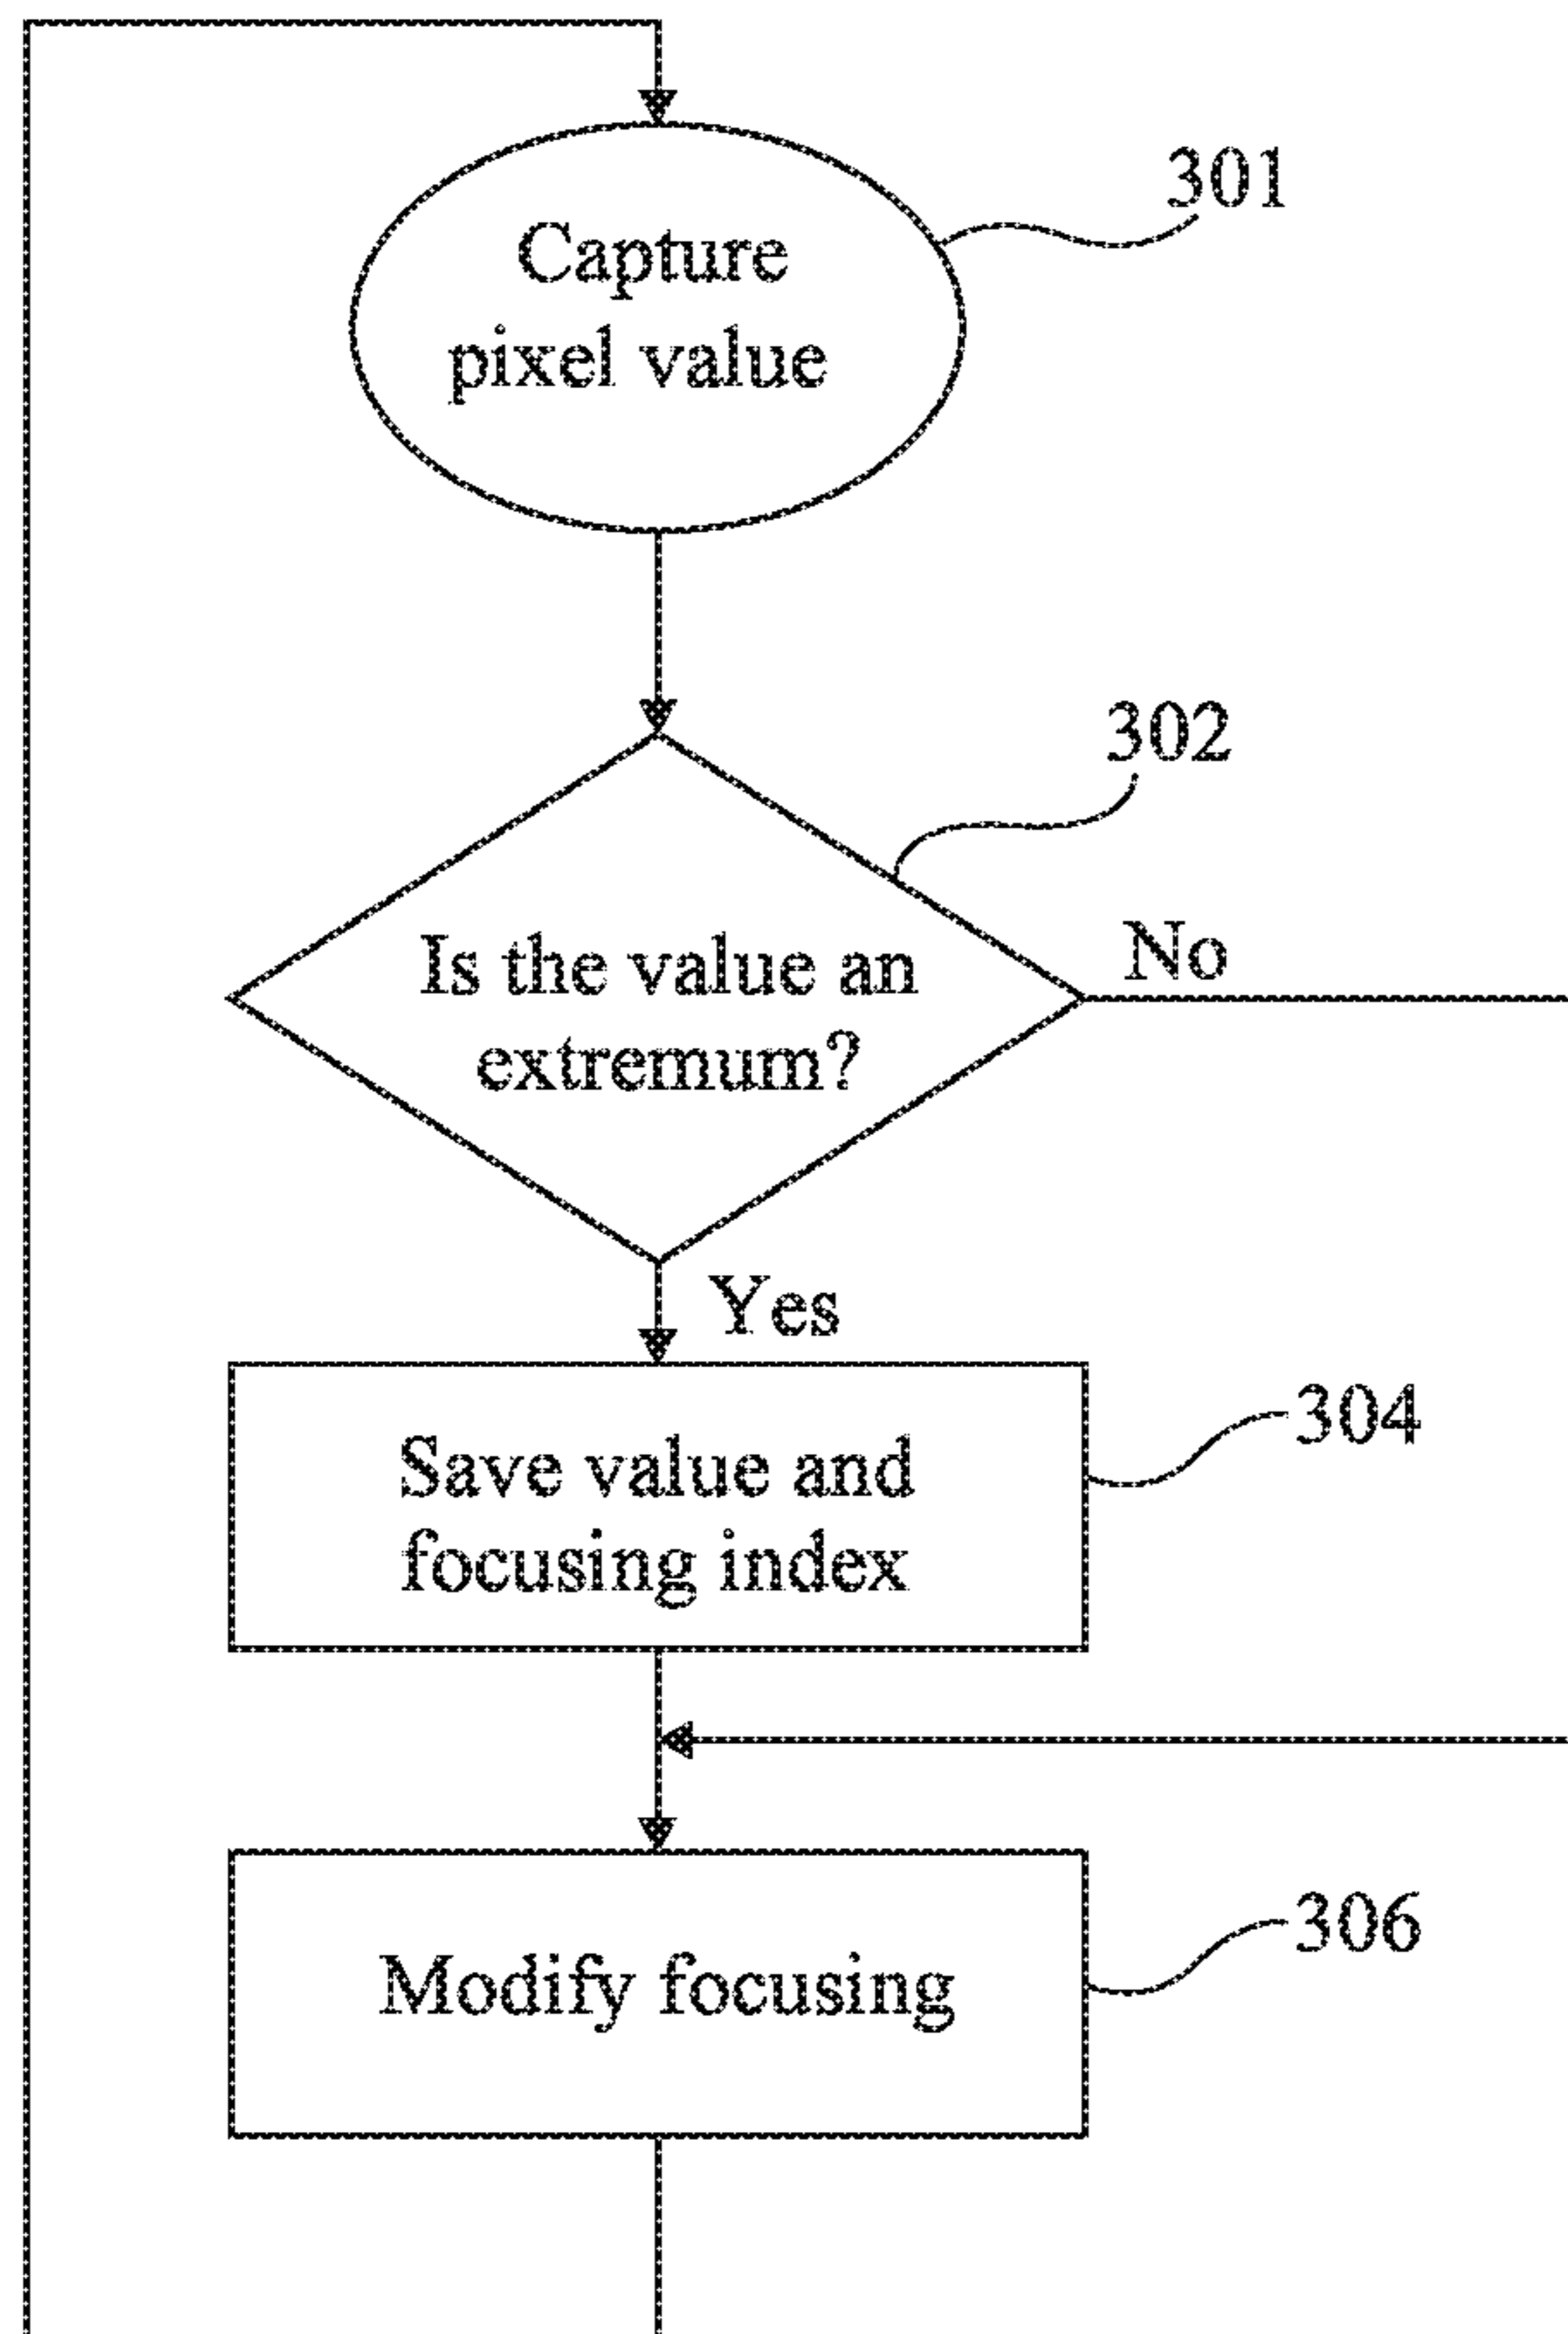 301
Capture
pixel value
302
Is the value an
extremum?
No
Yes
304
Save value and
focusing index
306
Modify focusing